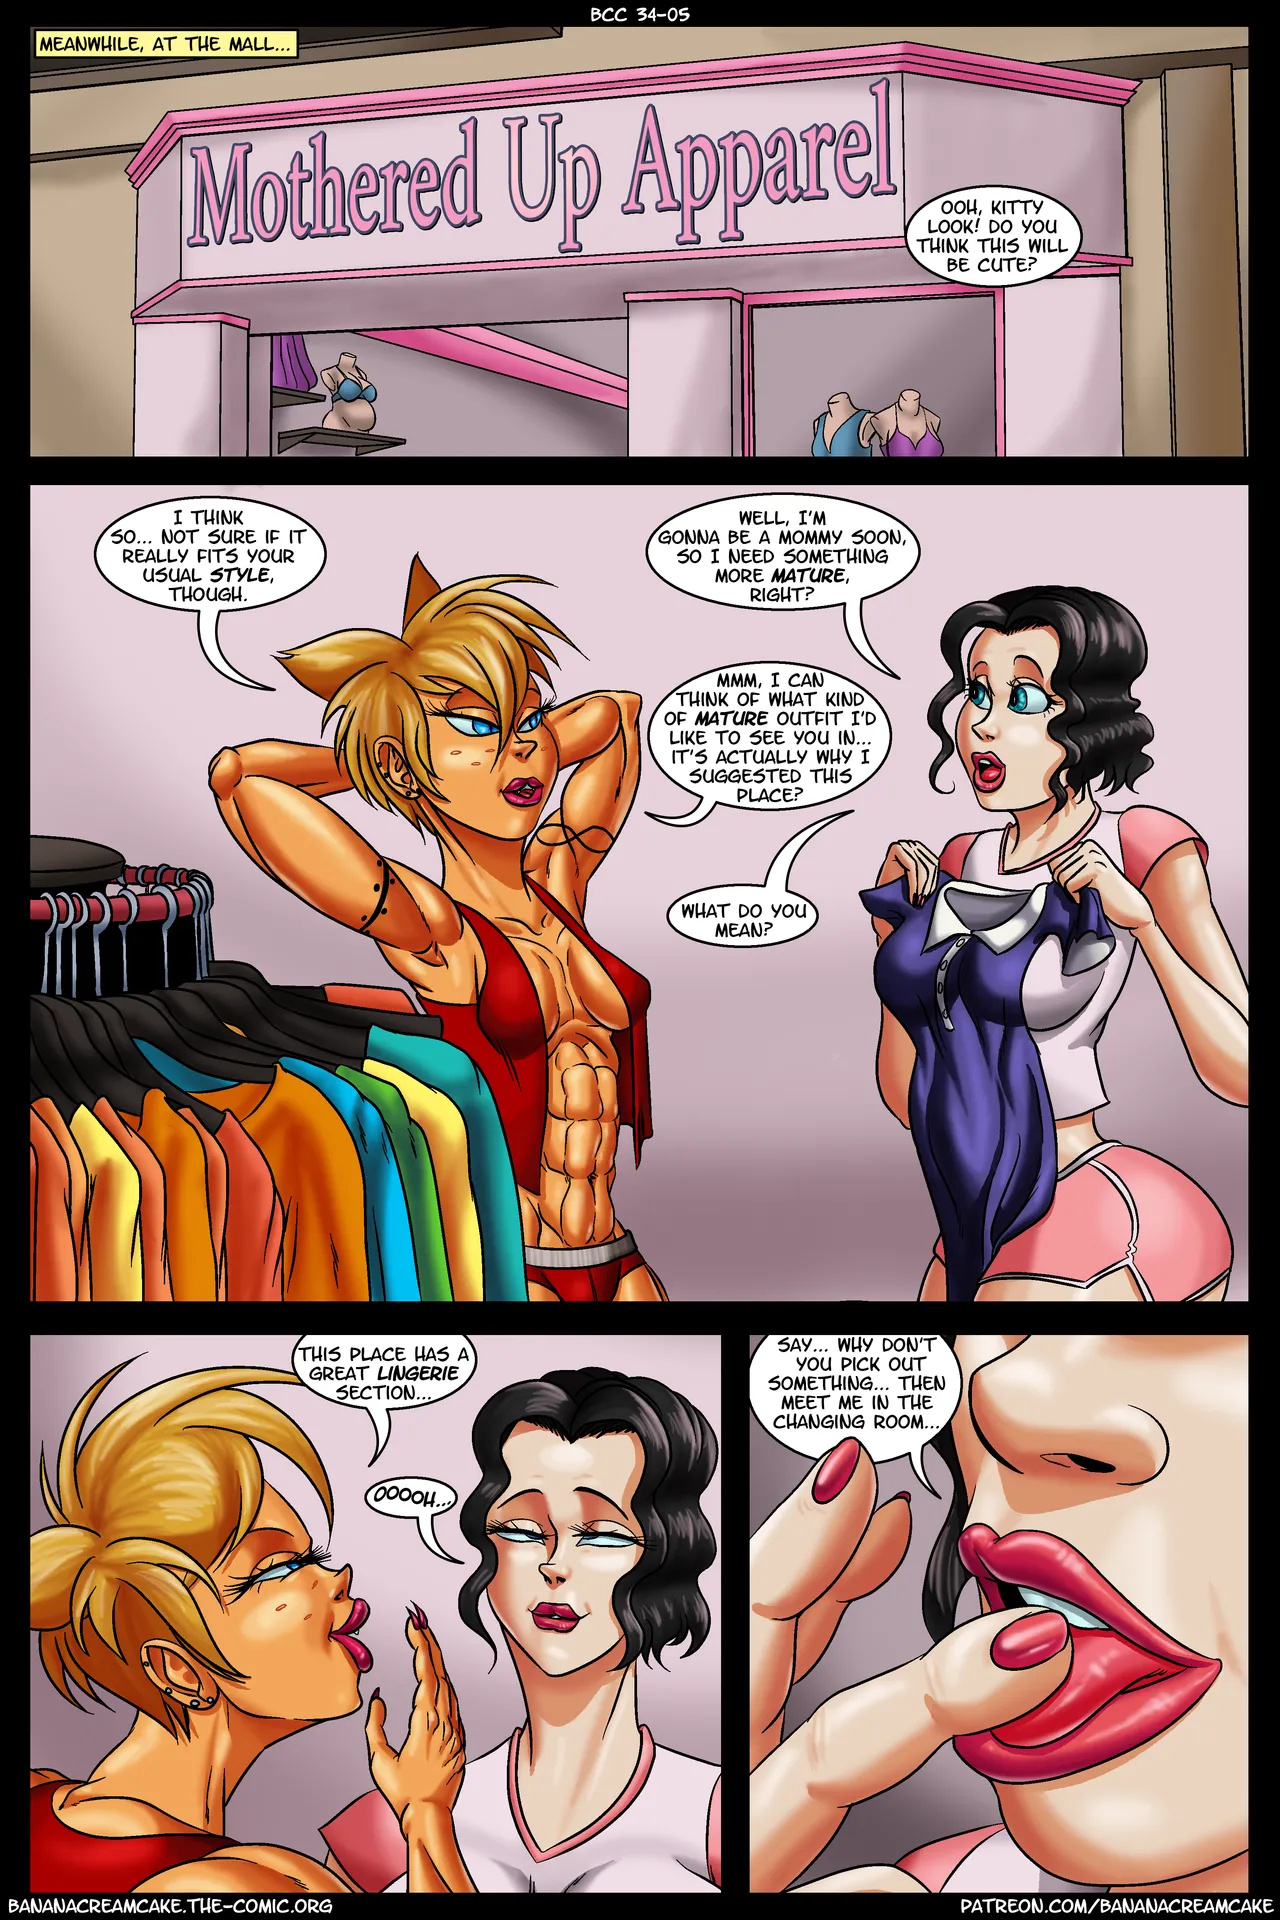 BCC 34-05
MEANWHILE, AT THE MALL...
Mothered Up Apparel
OOH, KITTY
LOOK! DO YOU
THINK THIS WILL
BE CUTE?
I THINK
SO... NOT SURE IF IT
REALLY FITS YOUR
USUAL STYLE,
THOUGH.
WELL, I'M
GONNA BE A MOMMY SOON,
SO I NEED SOMETHING
MORE MATURE,
RIGHT?
MMM, I CAN
THINK OF WHAT KIND
OF MATURE OUTFIT I'D
LIKE TO SEE YOU IN...
IT'S ACTUALLY WHY I
SUGGESTED THIS
PLACE?
WHAT DO YOU
MEAN?
THIS PLACE HAS A
GREAT LINGERIE
SECTION...
OOOOH...
SAY... WHY DON'T
YOU PICK OUT
SOMETHING... THEN
MEET ME IN THE
CHANGING ROOM...
BANANACREAMCAKE.THE-COMIC.ORG
PATREON.COM/BANANACREAMCAKE